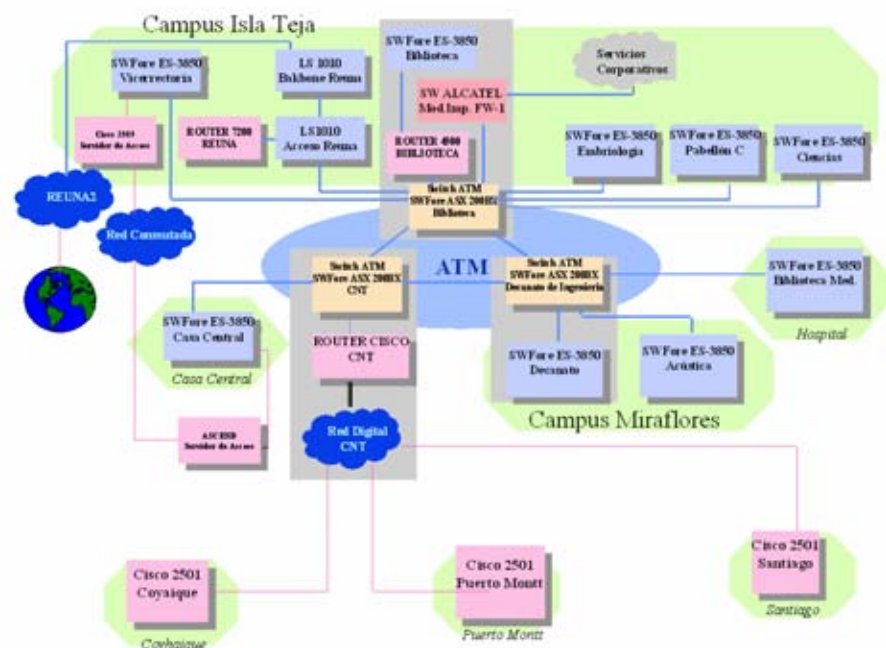 Campus Isla Teja
SWFore ES-3850
Vicerrectoria
LS 1010
Bakbone Reuna
SWFore ES-3850
Biblioteca
Servicios
Corporativos
SW ALCATEL
Mod.Imp. FW-1
Cisco 2509
Servidor de Acceso
ROUTER 7200
REUNA
LS1010
Acceso Reuna
ROUTER 4500
BIBLIOTECA
SWFore ES-3850
Embriología
SWFore ES-3850
Pabellón C
SWFore ES-3850
Ciencias
REUNA2
Switch ATM
SWFore ASX 200BX
Biblioteca
Red Conmutada
ATM
Switch ATM
SWFore ASX 200BX
CNT
Switch ATM
SWFore ASX 200BX
Decanato de Ingenieria
SWFore ES-3850
Biblioteca Med.
Hospital
SWFore ES-3850
Casa Central
Casa Central
ROUTER CISCO
CNT
SWFore ES-3850
Decanato
SWFore ES-3850
Acústica
Campus Miraflores
ASCEND
Servidor de Acceso
Red Digital
CNT
Cisco 2501
Coyaique
Coyhaique
Cisco 2501
Puerto Montt
Puerto Montt
Cisco 2501
Santiago
Santiago